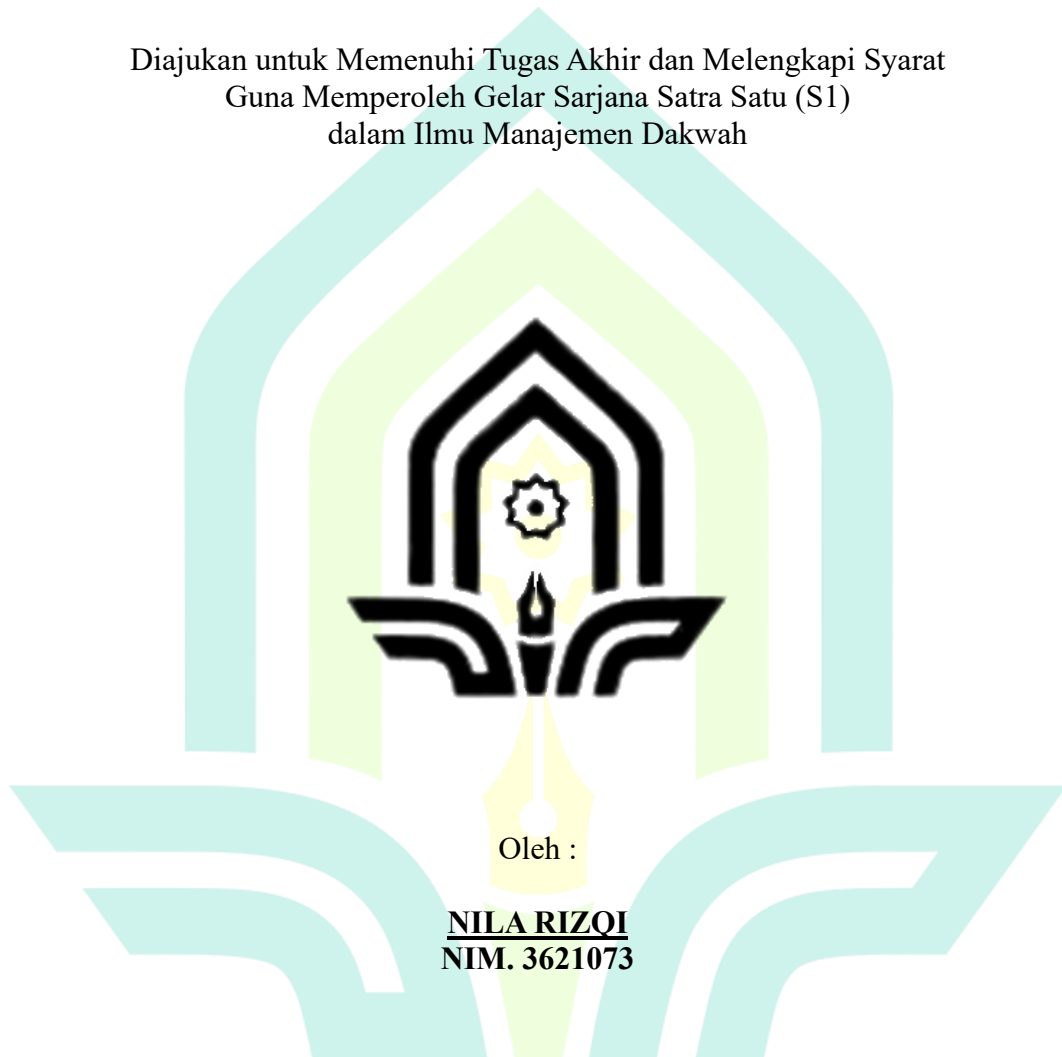 Diajukan untuk Memenuhi Tugas Akhir dan Melengkapi Syarat
Guna Memperoleh Gelar Sarjana Satra Satu (S1)
dalam Ilmu Manajemen Dakwah
Oleh :
NILA RIZQI
NIM. 3621073